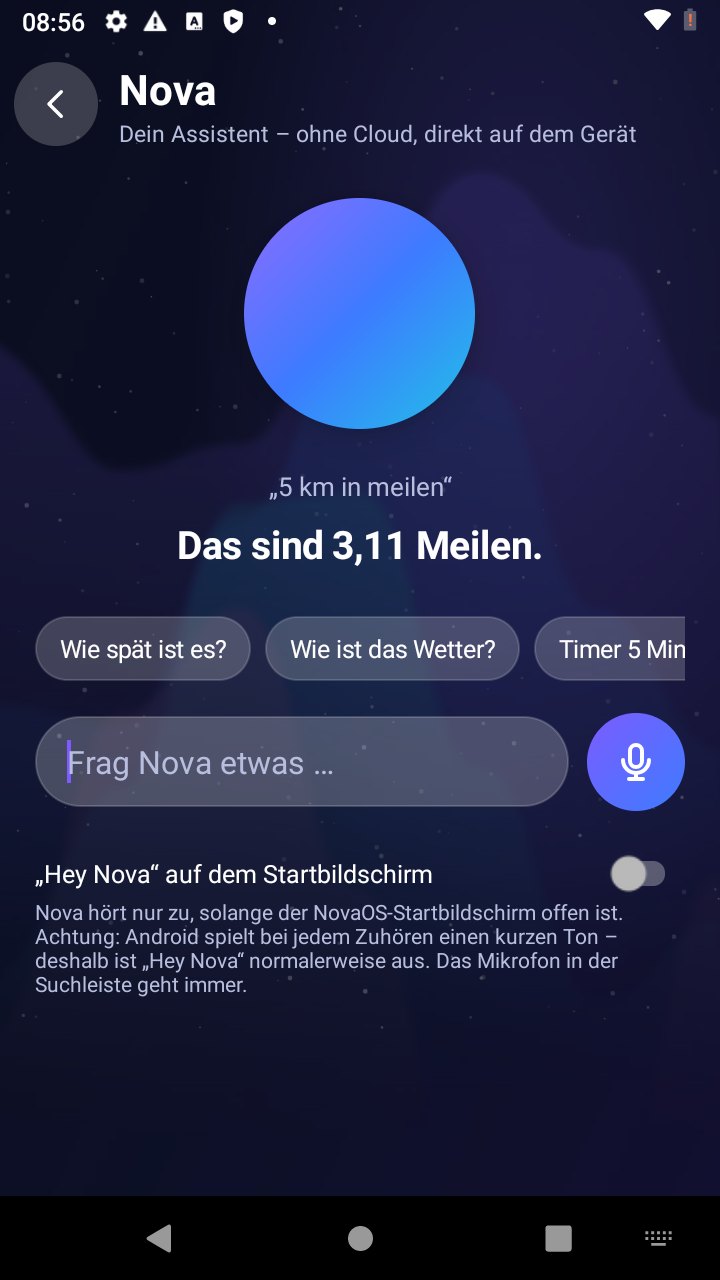 08:56
Nova
Dein Assistent – ohne Cloud, direkt auf dem Gerät
„5 km in meilen“
Das sind 3,11 Meilen.
Wie spät ist es?
Wie ist das Wetter?
Timer 5 Min
Frag Nova etwas ...
„Hey Nova“ auf dem Startbildschirm
Nova hört nur zu, solange der NovaOS-Startbildschirm offen ist.
Achtung: Android spielt bei jedem Zuhören einen kurzen Ton –
deshalb ist „Hey Nova“ normalerweise aus. Das Mikrofon in der
Suchleiste geht immer.